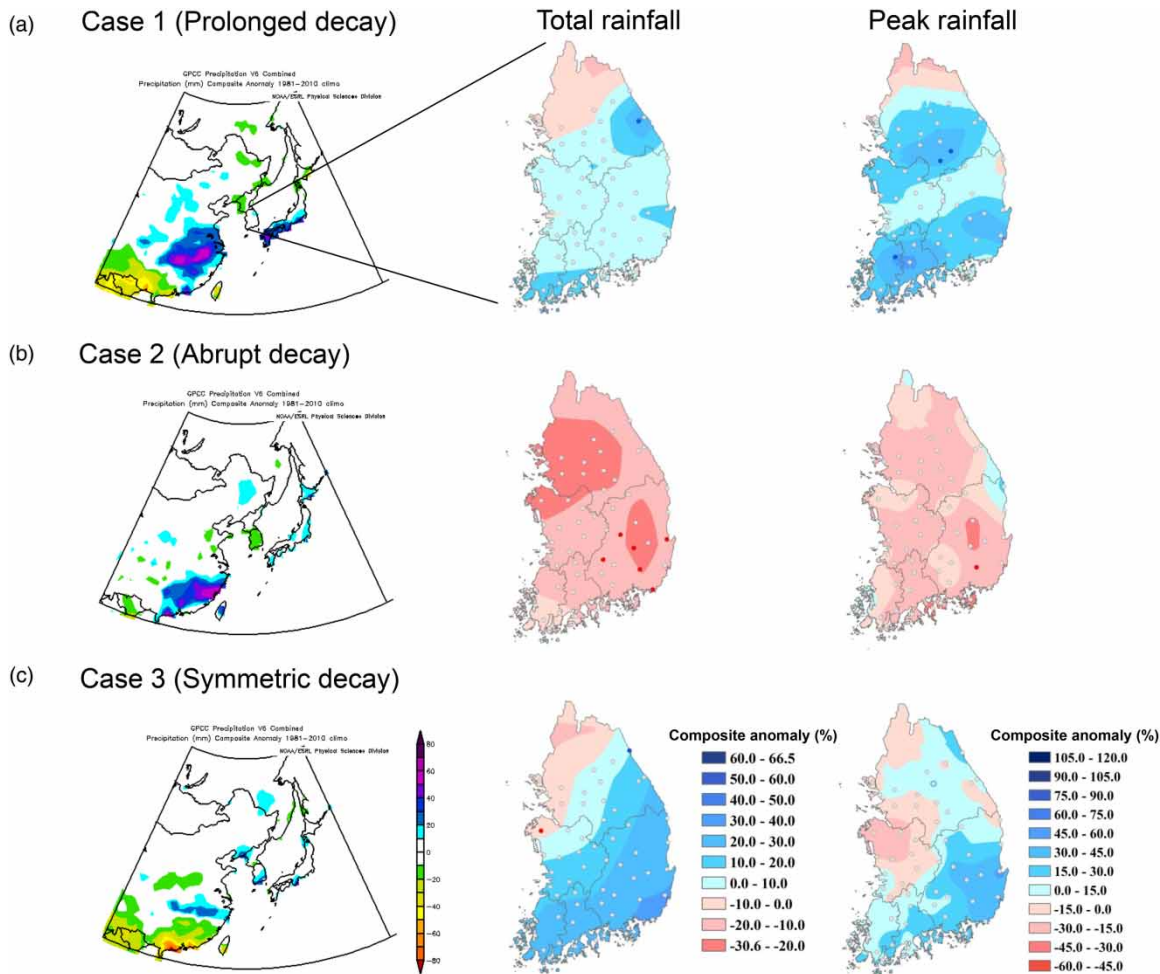 (a) Case 1 (Prolonged decay) Total rainfall Peak rainfall
GPCC Precipitation V6 Combined
Precipitation (mm) Composite Anomaly 1981-2010 climo
NOAA/ESRL Physical Sciences Division
(b) Case 2 (Abrupt decay)
GPCC Precipitation V6 Combined
Precipitation (mm) Composite Anomaly 1981-2010 climo
NOAA/ESRL Physical Sciences Division
(c) Case 3 (Symmetric decay)
GPCC Precipitation V6 Combined
Precipitation (mm) Composite Anomaly 1981-2010 climo
NOAA/ESRL Physical Sciences Division
80
60
40
20
0
-20
-40
-60
-80
Composite anomaly (%)
60.0 - 66.5
50.0 - 60.0
40.0 - 50.0
30.0 - 40.0
20.0 - 30.0
10.0 - 20.0
0.0 - 10.0
-10.0 - 0.0
-20.0 - -10.0
-30.6 - -20.0
Composite anomaly (%)
105.0 - 120.0
90.0 - 105.0
75.0 - 90.0
60.0 - 75.0
45.0 - 60.0
30.0 - 45.0
15.0 - 30.0
0.0 - 15.0
-15.0 - 0.0
-30.0 - -15.0
-45.0 - -30.0
-60.0 - -45.0